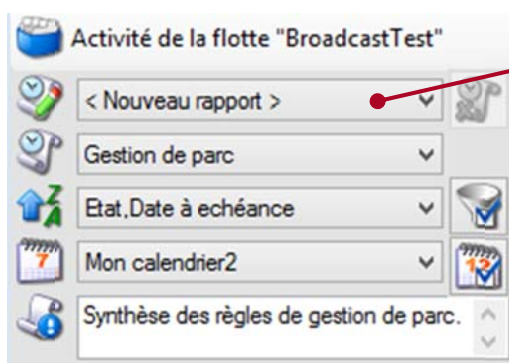 Activité de la flotte "BroadcastTest"
< Nouveau rapport >
Gestion de parc
Etat,Date à echéance
Mon calendrier2
Synthèse des règles de gestion de parc.